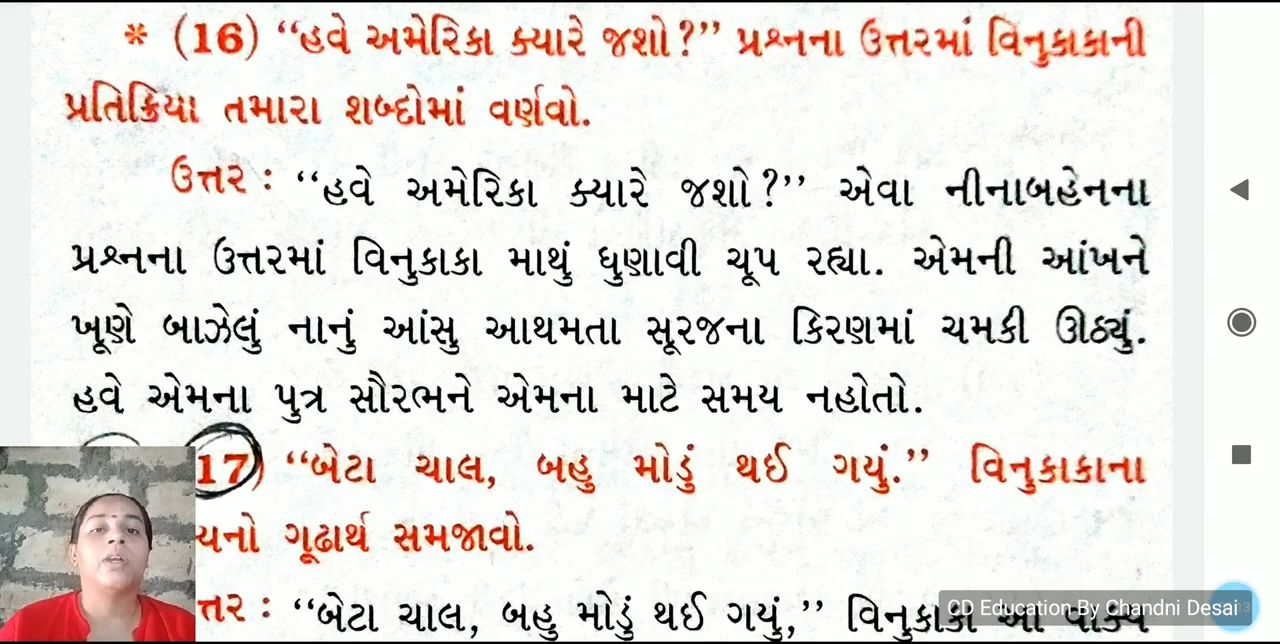 * (16) “હવે અમેરિકા ક્યારે જશો?” પ્રશ્નના ઉત્તરમાં વિનુકાકાની
પ્રતિક્રિયા તમારા શબ્દોમાં વર્ણવો.
ઉત્તર : “હવે અમેરિકા ક્યારે જશો?” એવા નીનાબહેનના
પ્રશ્નના ઉત્તરમાં વિનુકાકા માથું ધુણાવી ચૂપ રહ્યા. એમની આંખને
ખૂણે બાઝેલું નાનું આંસુ આથમતા સૂરજના કિરણમાં ચમકી ઊઠ્યું.
હવે એમના પુત્ર સૌરભને એમના માટે સમય નહોતો.
17) “બેટા ચાલ, બહુ મોડું થઈ ગયું.” વિનુકાકાના
યનો ગૂઢાર્થ સમજાવો.
ત્તર : “બેટા ચાલ, બહુ મોડું થઈ ગયું,” વિનુકાકા આ વાક્ય
CD Education By Chandni Desai